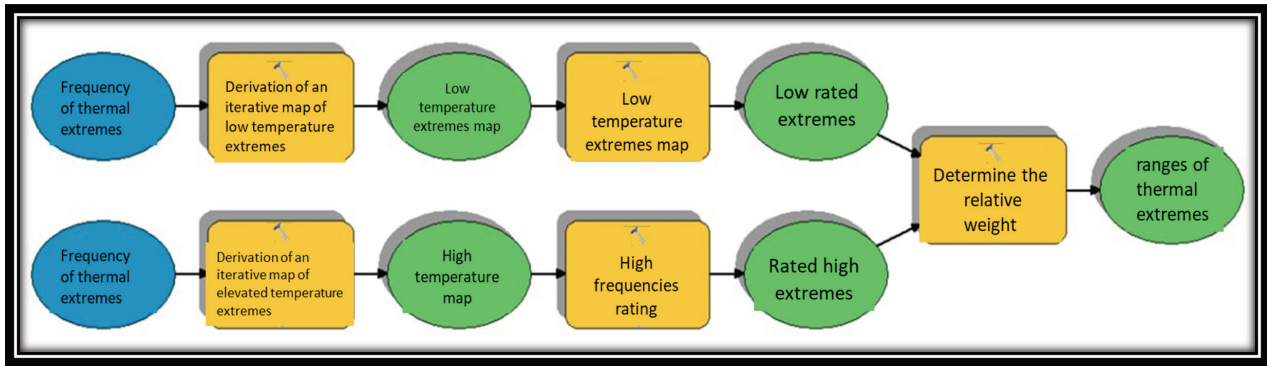 Frequency
of thermal
extremes
Derivation of an
iterative map of
low temperature
extremes
Low
temperature
extremes map
Low
temperature
extremes map
Low rated
extremes
Determine the
relative
weight
ranges of
thermal
extremes
Frequency
of thermal
extremes
Derivation of an
iterative map of
elevated temperature
extremes
High
temperature
map
High
frequencies
rating
Rated high
extremes